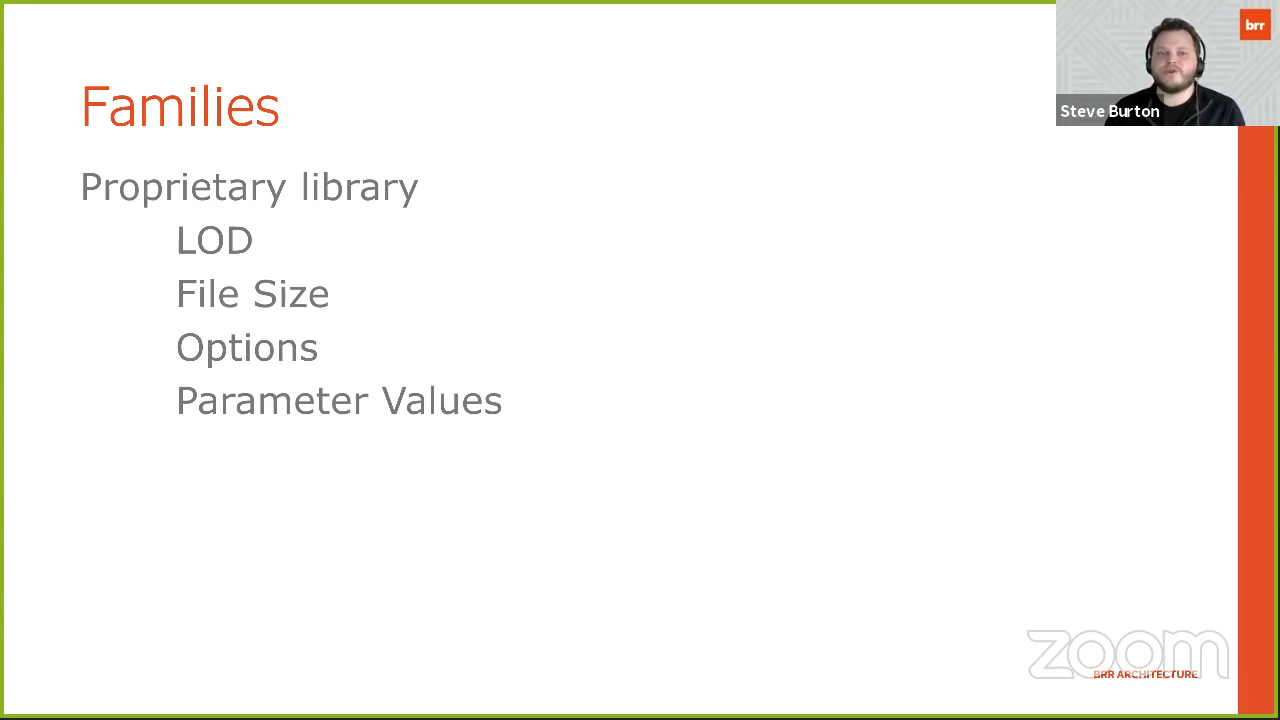 brr
Steve Burton
Families
Proprietary library
LOD
File Size
Options
Parameter Values
zoom
BRR ARCHITECTURE